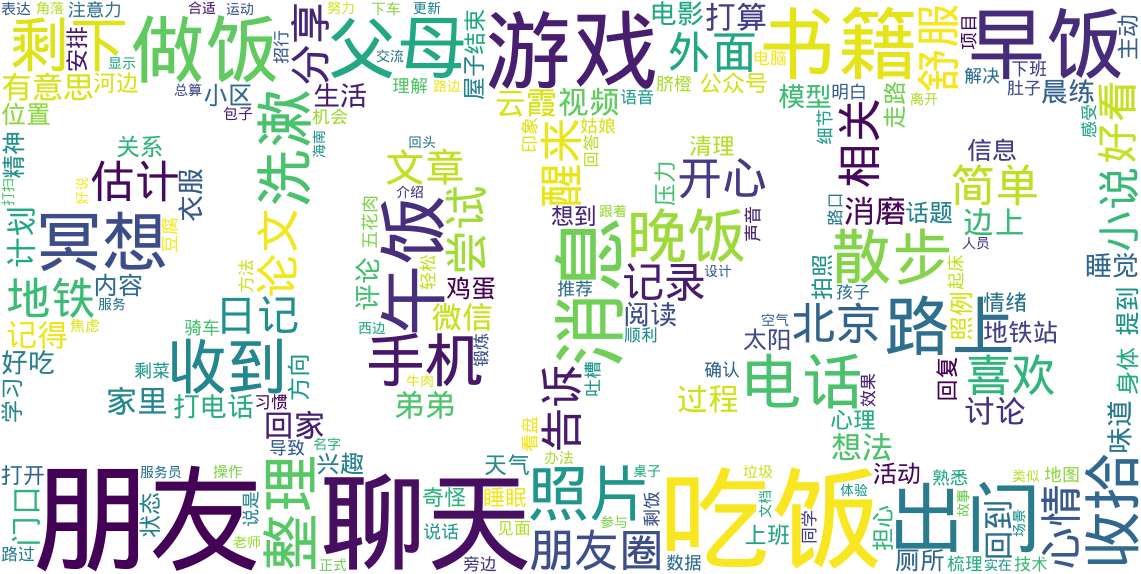 表达
角落
注意力
合适
运动
努力
下车
更新
电影
打算
主动
剩下
安排
做饭
招行
分享
父母
交流
屋子
结束
游戏
外面
电脑
书籍
舒服
项目
早饭
有意思
河边
显示
总算
小区
包子
生活
机会
理解
路边
云霞
视频
语音
脐橙
公众号
模型
明白
细节
走路
离开
解决
下班
肚子
晨练
感受
好看
位置
精神
打扫
关系
洗漱
海南
回头
文章
醒来
印象
姑娘
回答
清理
压力
开心
相关
信息
简单
好说
估计
衣服
豆腐
介绍
五花肉
午饭
尝试
想到
跟着
声音
消磨
路口
话题
边上
人员
小说
计划
冥想
论文
方法
评论
轻松
鸡蛋
消息
晚饭
记录
设计
拍照
散步
起床
睡觉
地铁
内容
服务
日记
骑车
西边
微信
锻炼
推荐
阅读
顺利
太阳
空气
孩子
北京
路上
照例
情绪
地铁站
提到
记得
焦虑
好吃
剩菜
收到
方向
手机
牛肉
吐槽
确认
电话
效果
回复
喜欢
身体
学习
家里
打电话
习惯
回家
弟弟
告诉
看盘
过程
心理
想法
讨论
味道
导致
名字
办法
打开
服务员
操作
整理
兴趣
天气
照片
桌子
垃圾
吃饭
体验
活动
熟悉
类似
地图
收拾
门口
状态
朋友
说是
聊天
奇怪
睡眠
说话
见面
参与
剩饭
文档
上班
同学
担心
出门
故事
回到
场景
心情
路过
老师
正式
旁边
朋友圈
数据
厕所
梳理
实在
技术